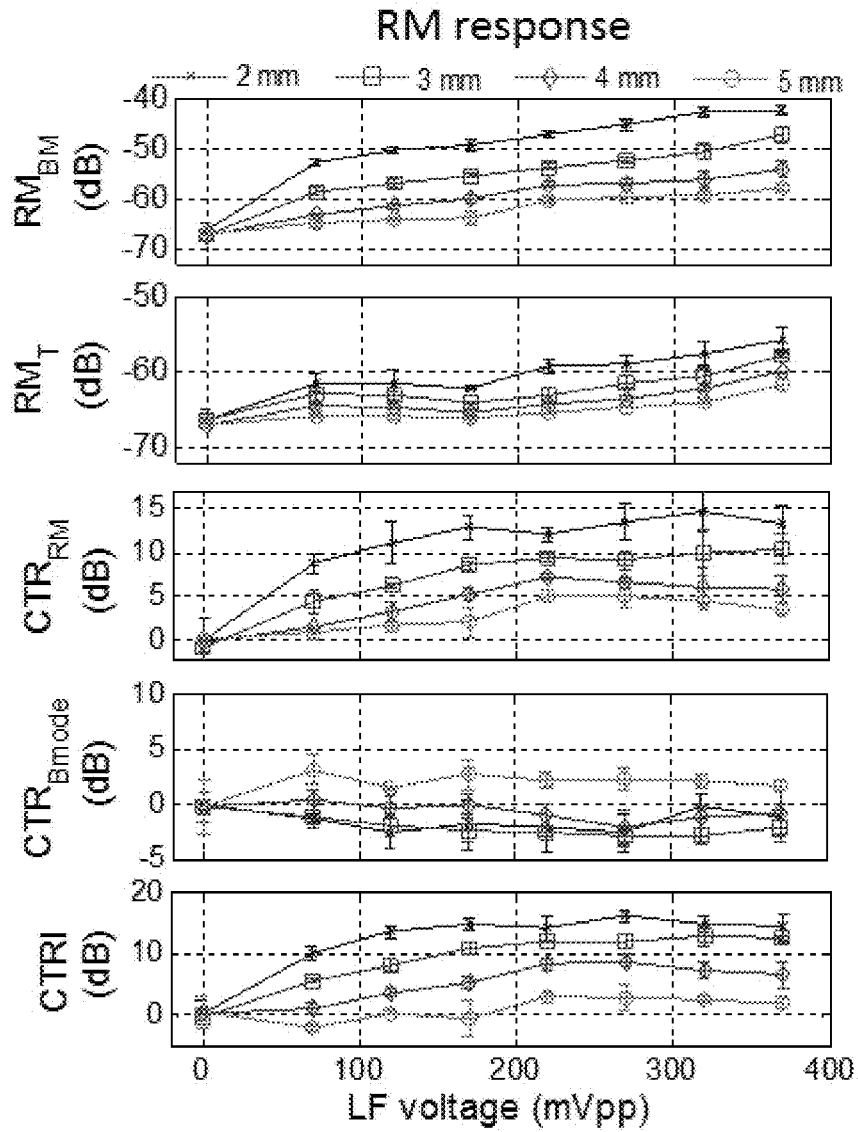 RM response
2 mm 3 mm 4 mm 5 mm
RM_BM (dB)
-40
-50
-60
-70
RM_T (dB)
-50
-60
-70
CTR_RM (dB)
15
10
5
0
CTR_Bmode (dB)
10
5
0
-5
CTRI (dB)
20
10
0
0 100 200 300 400
LF voltage (mVpp)